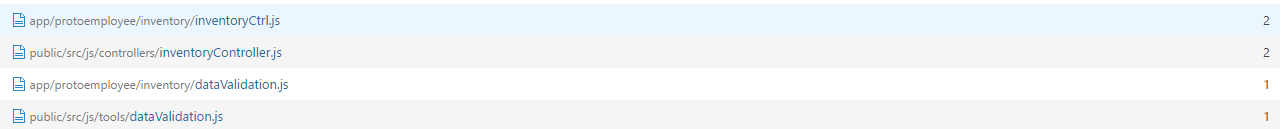 app/protoemployee/inventory/inventoryCtrl.js 2
public/src/js/controllers/inventoryController.js 2
app/protoemployee/inventory/dataValidation.js 1
public/src/js/tools/dataValidation.js 1